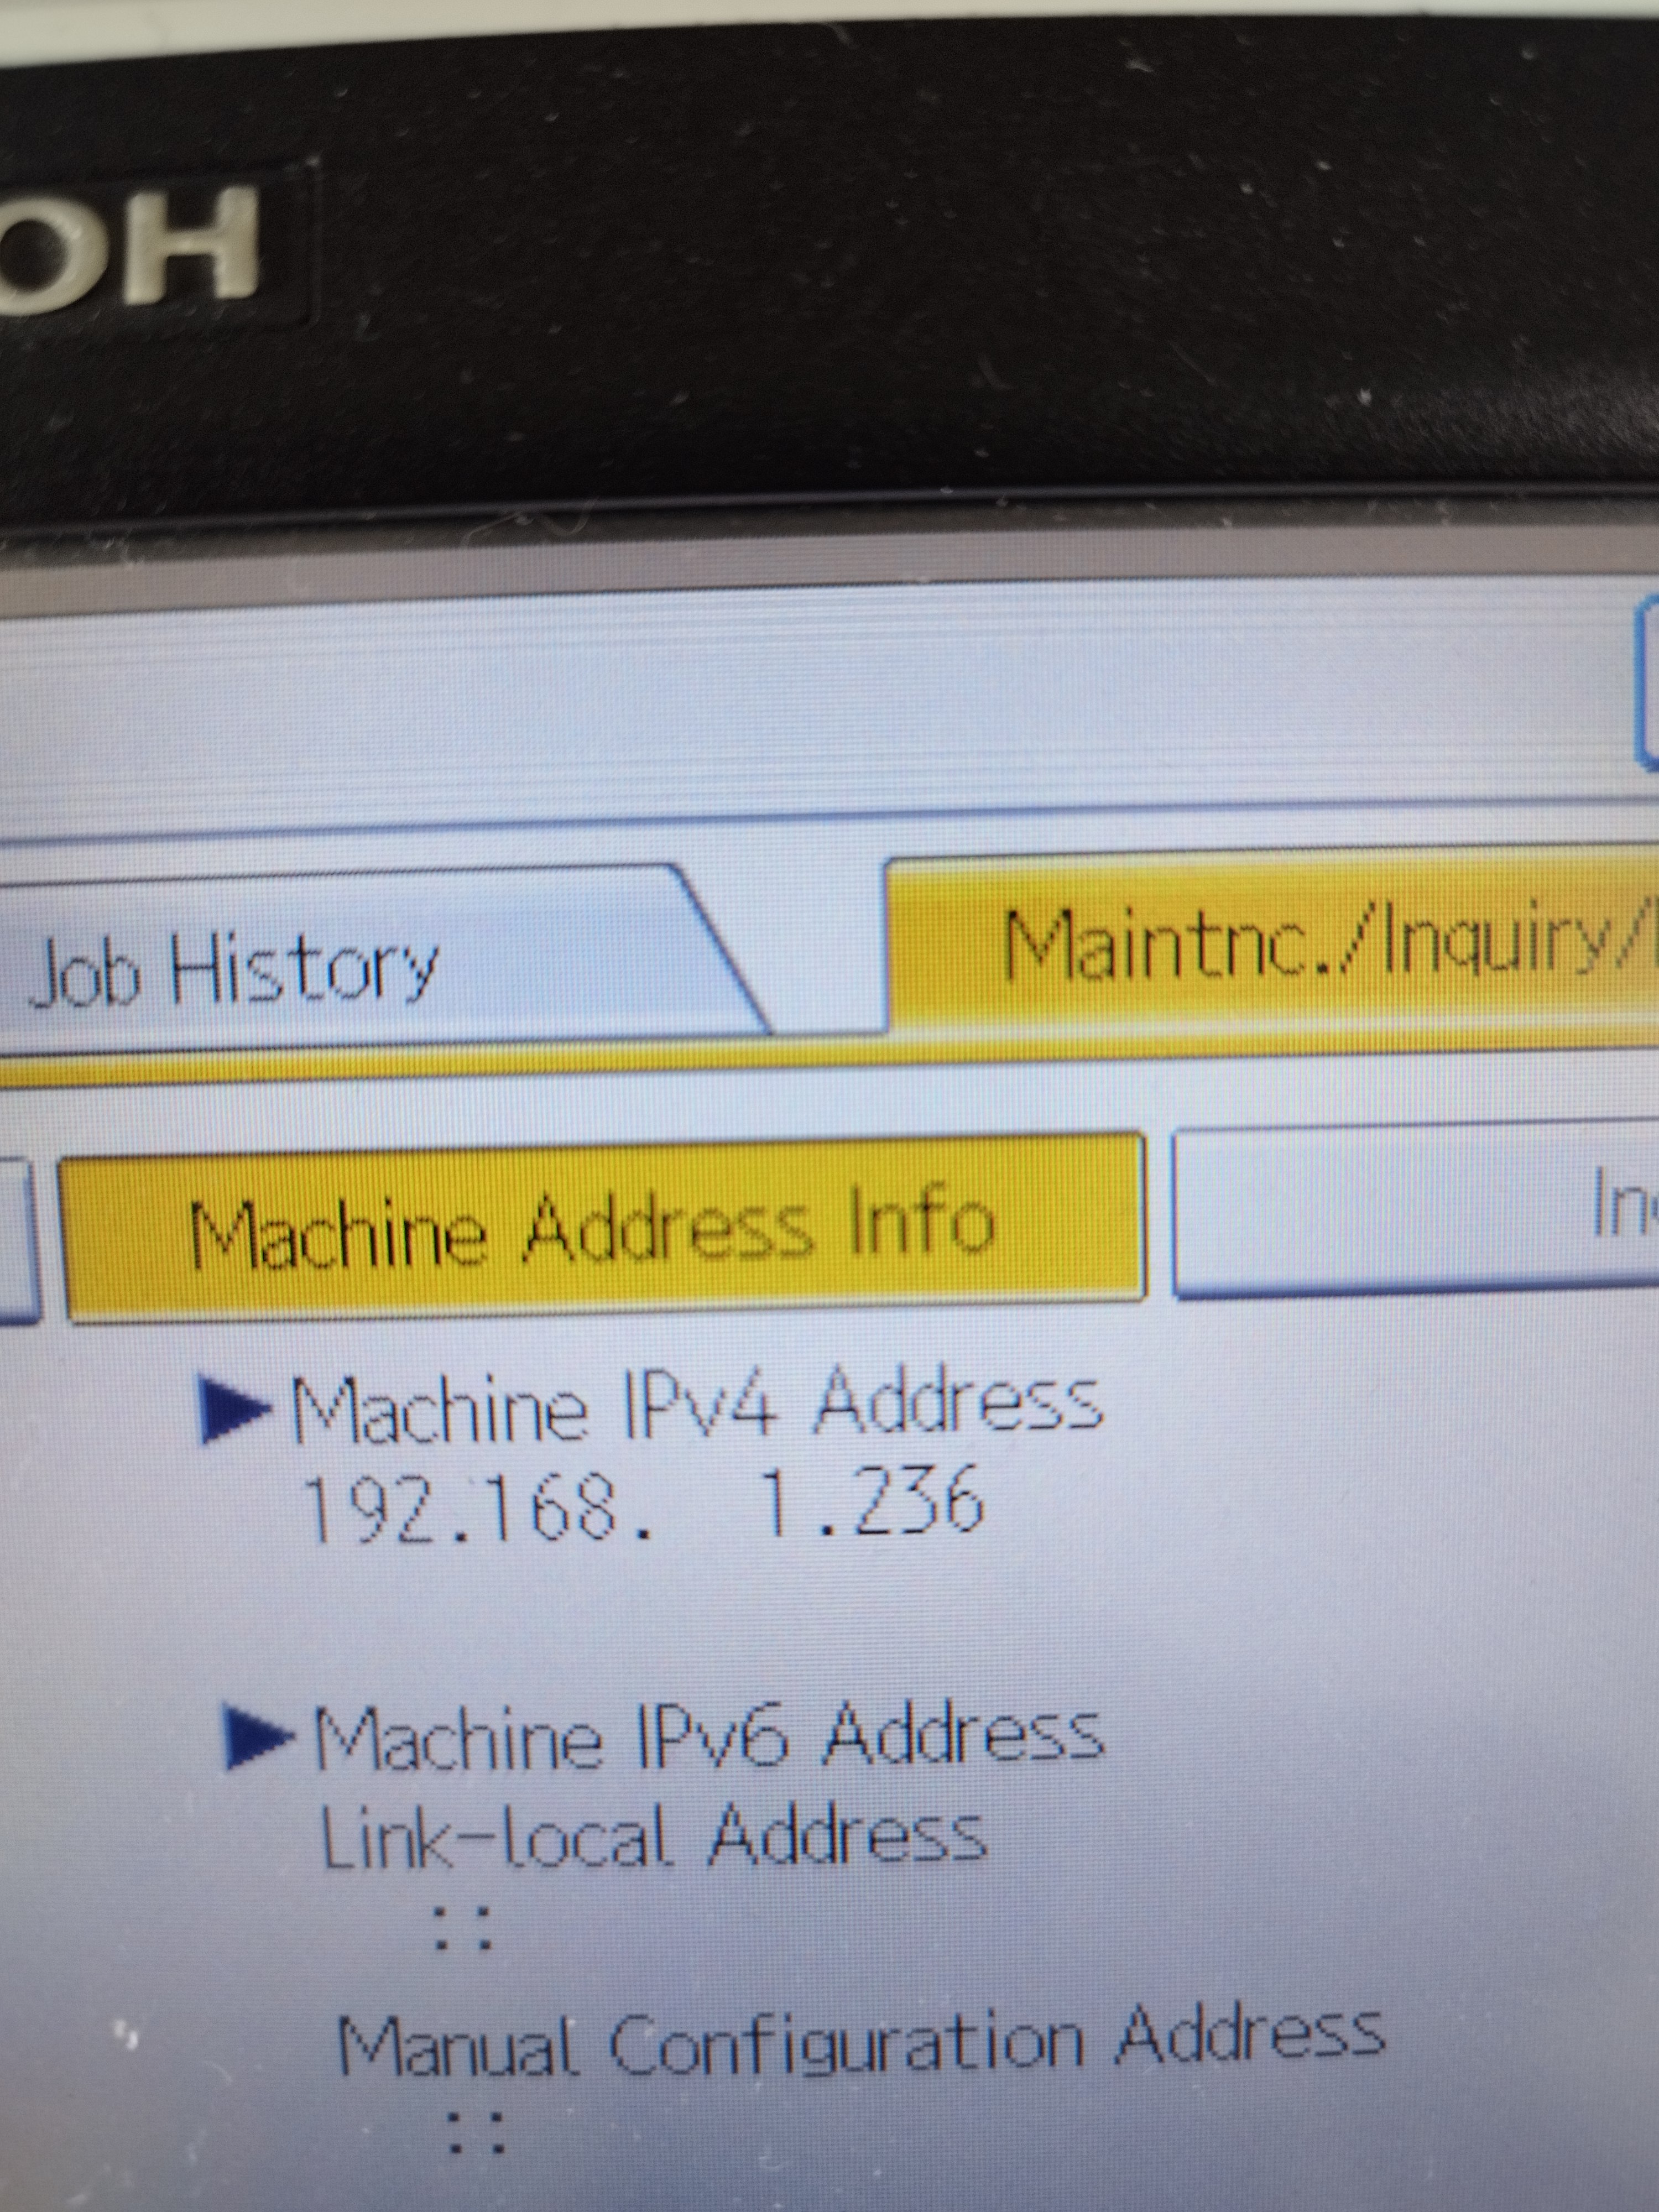 OH
Job History
Maintnc./Inquiry/
Machine Address Info
In
Machine IPv4 Address
192.168.  1.236
Machine IPv6 Address
Link-local Address
::
Manual Configuration Address
::